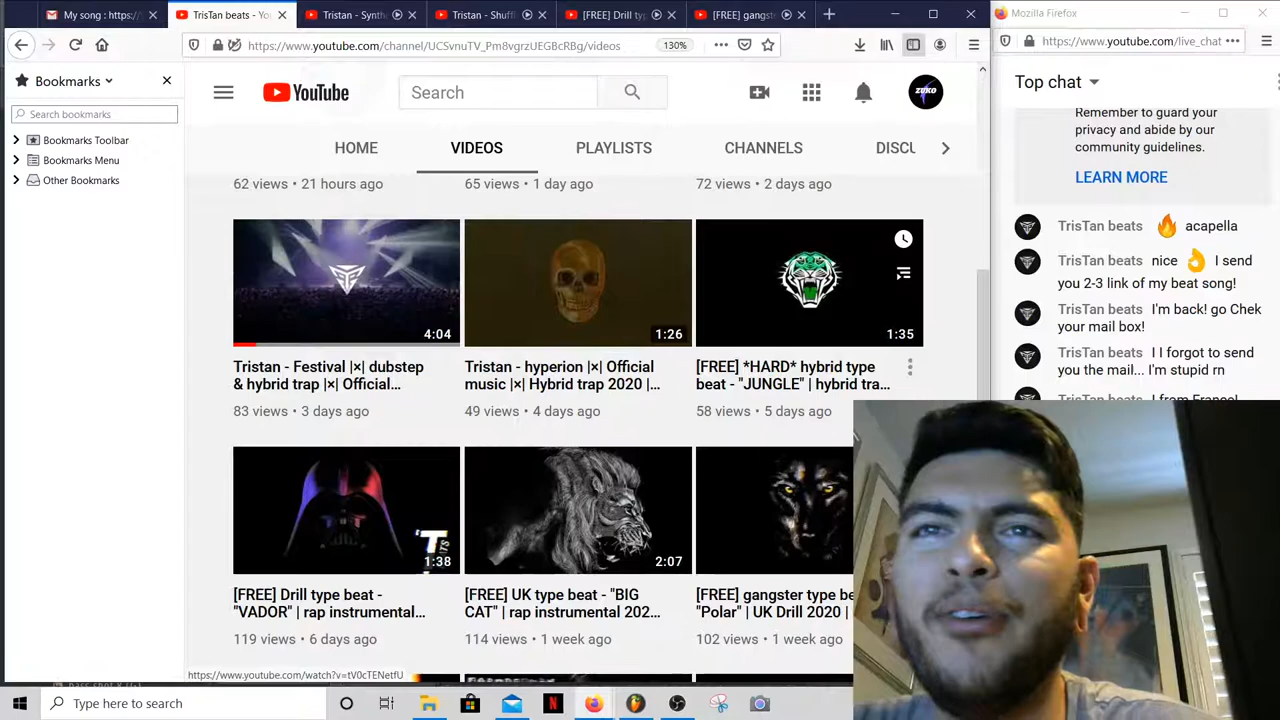 My song : https:/
TrisTan beats - Yo
Tristan - Synth
Tristan - Shuffl
[FREE] Drill typ
[FREE] gangst
Mozilla Firefox
https://www.youtube.com/channel/UCSvnuTV_Pm8vgrzUEGBcRBg/videos
130%
https://www.youtube.com/live_chat
Bookmarks
Search bookmarks
Bookmarks Toolbar
Bookmarks Menu
Other Bookmarks
YouTube
Search
ZUKO
HOME
VIDEOS
PLAYLISTS
CHANNELS
DISCU
62 views • 21 hours ago
65 views • 1 day ago
72 views • 2 days ago
4:04
Tristan - Festival |×| dubstep
& hybrid trap |×| Official...
83 views • 3 days ago
1:26
Tristan - hyperion |×| Official
music |×| Hybrid trap 2020 |...
49 views • 4 days ago
1:35
[FREE] *HARD* hybrid type
beat - "JUNGLE" | hybrid tra...
58 views • 5 days ago
1:38
[FREE] Drill type beat -
"VADOR" | rap instrumental...
119 views • 6 days ago
2:07
[FREE] UK type beat - "BIG
CAT" | rap instrumental 202...
114 views • 1 week ago
[FREE] gangster type be
"Polar" | UK Drill 2020 |
102 views • 1 week ago
https://www.youtube.com/watch?v=tV0cTENetfU
Top chat
Remember to guard your
privacy and abide by our
community guidelines.
LEARN MORE
TrisTan beats 🔥 acapella
TrisTan beats nice 👌 I send
you 2-3 link of my beat song!
TrisTan beats I'm back! go Chek
your mail box!
TrisTan beats I I forgot to send
you the mail... I'm stupid rn
TrisTan beats I from France!
Type here to search